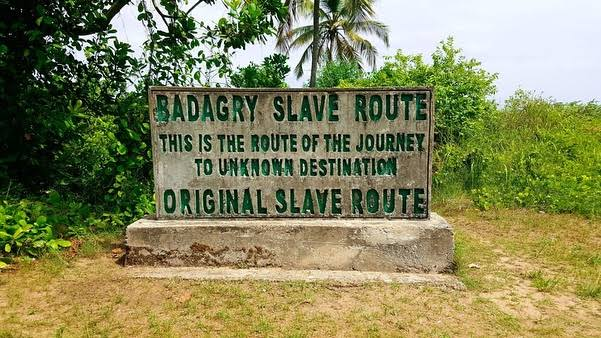 BADAGRY SLAVE ROUTE
THIS IS THE ROUTE OF THE JOURNEY
TO UNKNOWN DESTINATION
ORIGINAL SLAVE ROUTE